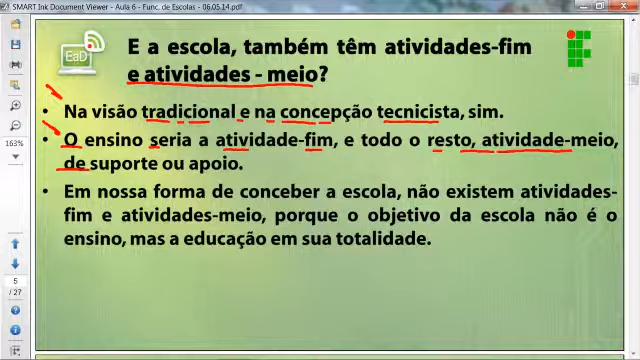 SMART Ink Document Viewer - Aula 6 - Func. de Escolas - 06.05.14.pdf
EaD
E a escola, também têm atividades-fim
e atividades - meio?
• Na visão tradicional e na concepção tecnicista, sim.
• O ensino seria a atividade-fim, e todo o resto, atividade-meio,
de suporte ou apoio.
• Em nossa forma de conceber a escola, não existem atividades-
fim e atividades-meio, porque o objetivo da escola não é o
ensino, mas a educação em sua totalidade.
163%
5
/ 27